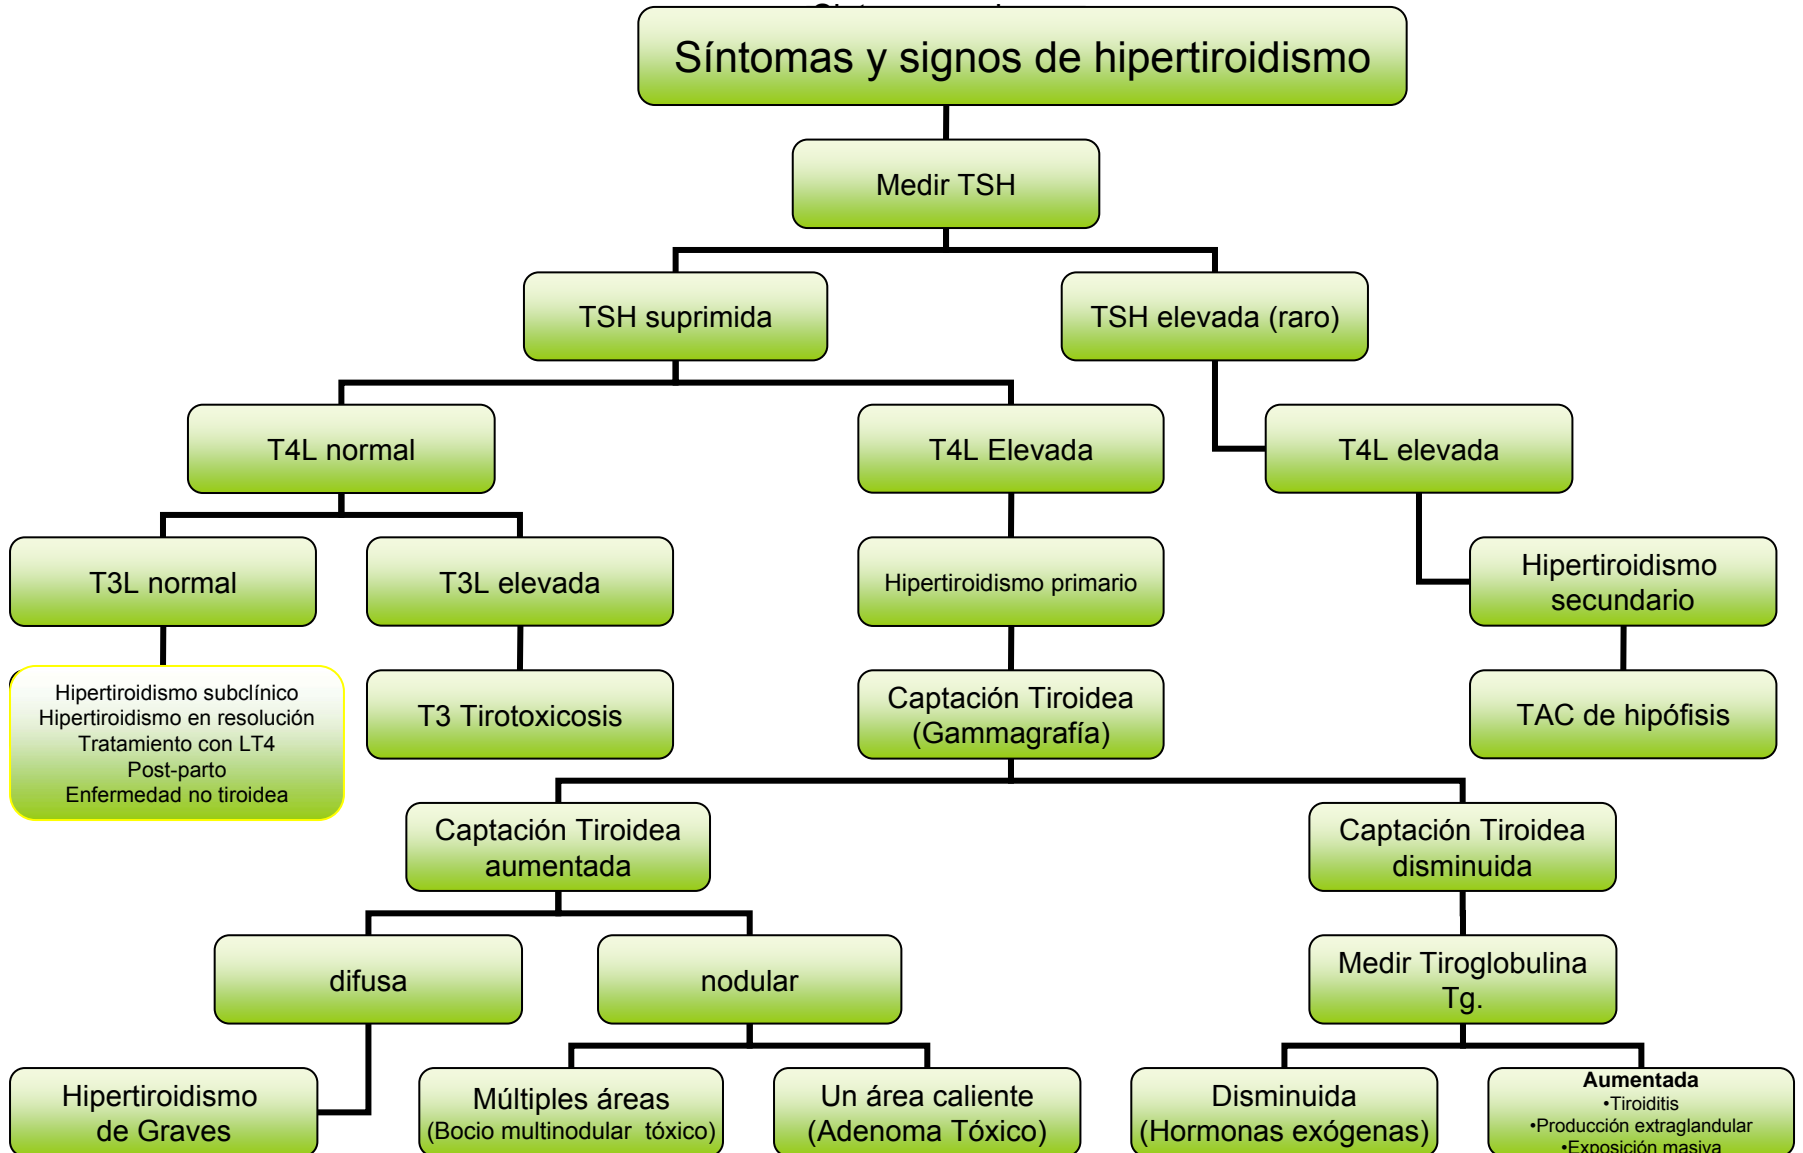 Síntomas y signos de hipertiroidismo
Medir TSH
TSH suprimida
TSH elevada (raro)
T4L normal
T4L Elevada
T4L elevada
T3L normal
T3L elevada
Hipertiroidismo primario
Hipertiroidismo
secundario
Hipertiroidismo subclínico
Hipertiroidismo en resolución
Tratamiento con LT4
Post-parto
Enfermedad no tiroidea
T3 Tirotoxicosis
Captación Tiroidea
(Gammagrafía)
TAC de hipófisis
Captación Tiroidea
aumentada
Captación Tiroidea
disminuida
difusa
nodular
Medir Tiroglobulina
Tg.
Hipertiroidismo
de Graves
Múltiples áreas
(Bocio multinodular tóxico)
Un área caliente
(Adenoma Tóxico)
Disminuida
(Hormonas exógenas)
Aumentada
•Tiroiditis
•Producción extraglandular
•Exposición masiva